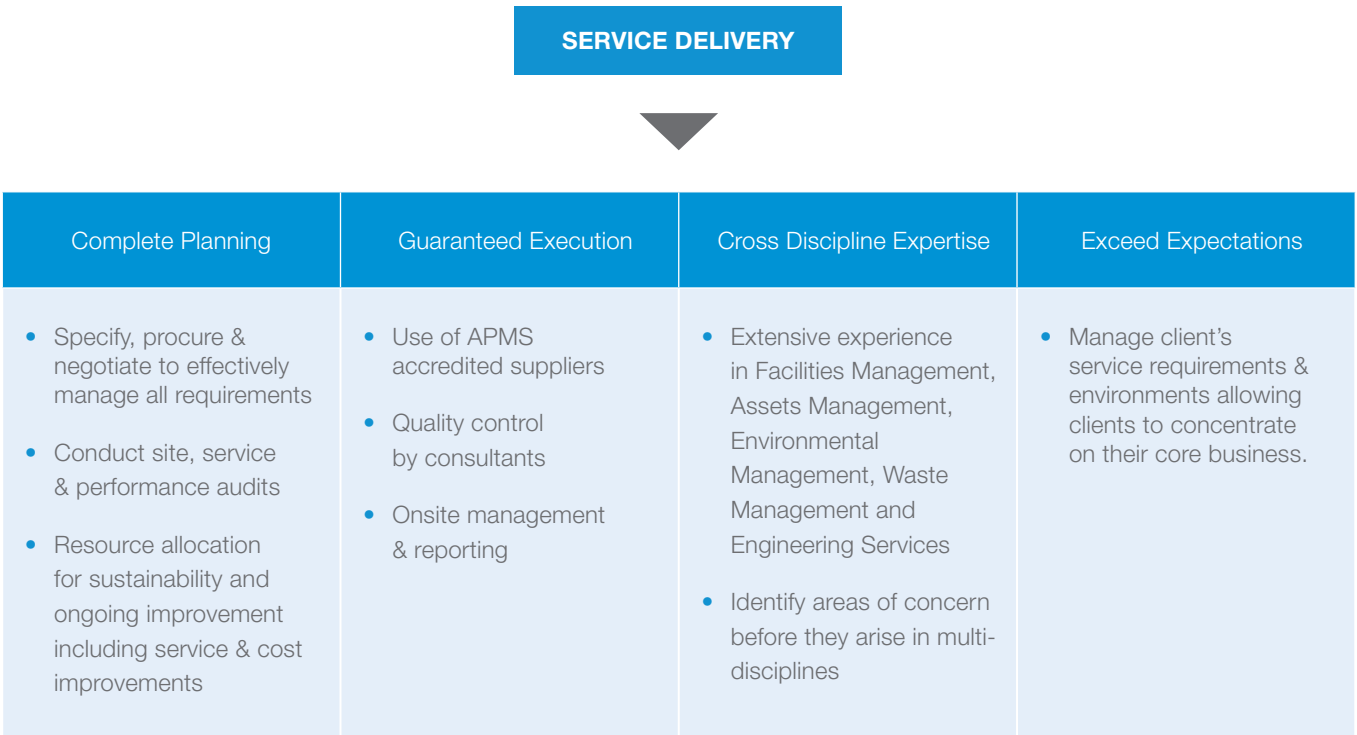 SERVICE DELIVERY
Complete Planning
Guaranteed Execution
Cross Discipline Expertise
Exceed Expectations
• Specify, procure &
negotiate to effectively
manage all requirements
• Conduct site, service
& performance audits
• Resource allocation
for sustainability and
ongoing improvement
including service & cost
improvements
• Use of APMS
accredited suppliers
• Quality control
by consultants
• Onsite management
& reporting
• Extensive experience
in Facilities Management,
Assets Management,
Environmental
Management, Waste
Management and
Engineering Services
• Identify areas of concern
before they arise in multi-
disciplines
• Manage client’s
service requirements &
environments allowing
clients to concentrate
on their core business.